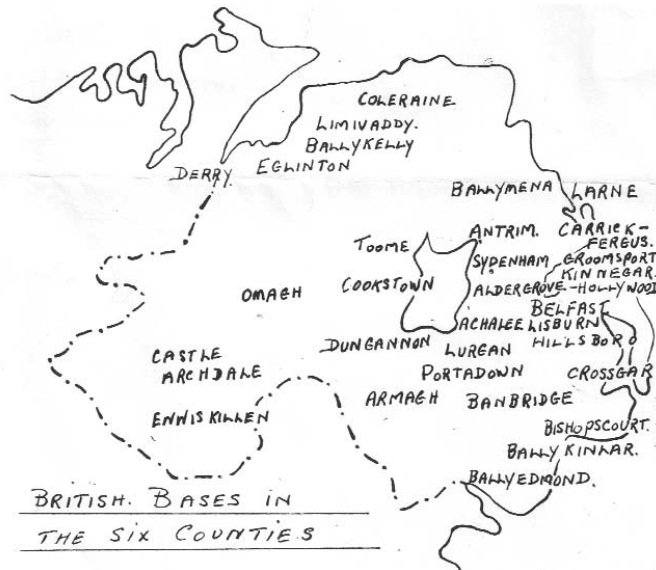 COLERAINE
LIMIVADDY.
BALLYKELLY
EGLINTON
DERRY.
BALLYMENA LARNE
ANTRIM. CARRICK-
FERGUS.
TOOME
SYDENHAM GROOMSPORT
KINNEGAR.
COOKSTOWN ALDERGROVE-HOLLYWOOD
OMAGH
BELFAST
ACHALEE LISBURN
DUNGANNON HILLSBORO
LURGAN
CASTLE
ARCHDALE
PORTADOWN CROSSGAR
ARMAGH BANBRIDGE
ENNISKILLEN
BISHOPSCOURT.
BALLYKINLAR.
BALLYEDMOND.
BRITISH. BASES IN
THE SIX COUNTIES